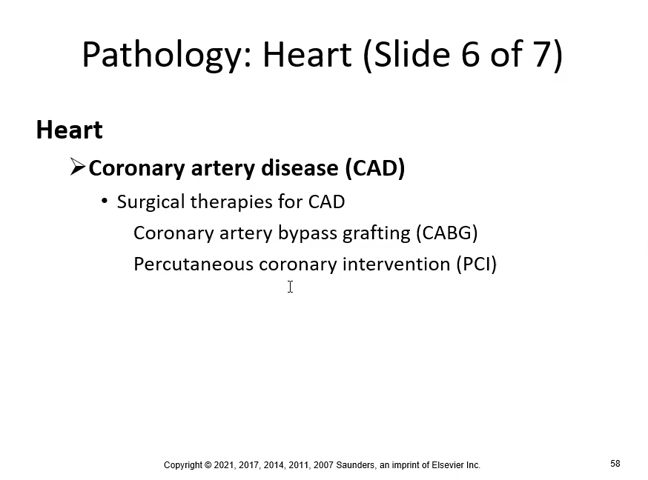 Pathology: Heart (Slide 6 of 7)
Heart
➢Coronary artery disease (CAD)
• Surgical therapies for CAD
Coronary artery bypass grafting (CABG)
Percutaneous coronary intervention (PCI)
Copyright © 2021, 2017, 2014, 2011, 2007 Saunders, an imprint of Elsevier Inc.
58